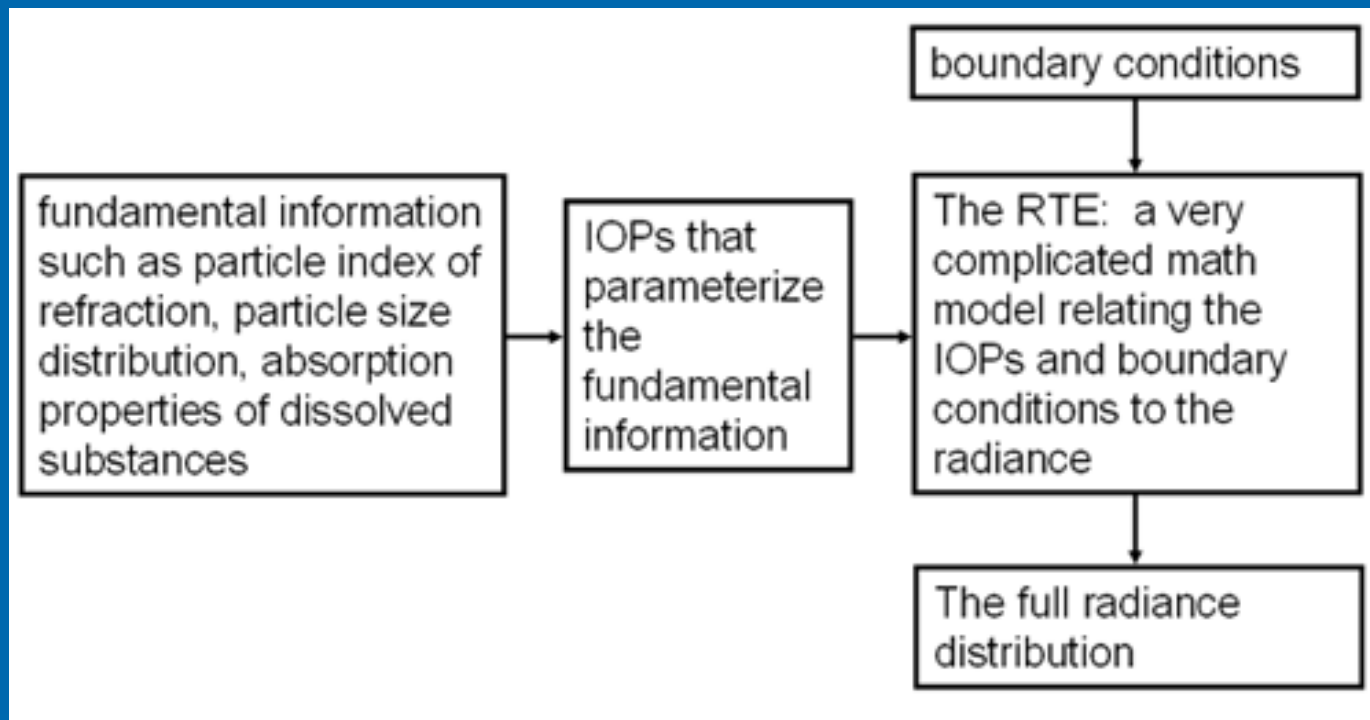 boundary conditions
fundamental information
such as particle index of
refraction, particle size
distribution, absorption
properties of dissolved
substances
IOPs that
parameterize
the
fundamental
information
The RTE: a very
complicated math
model relating the
IOPs and boundary
conditions to the
radiance
The full radiance
distribution